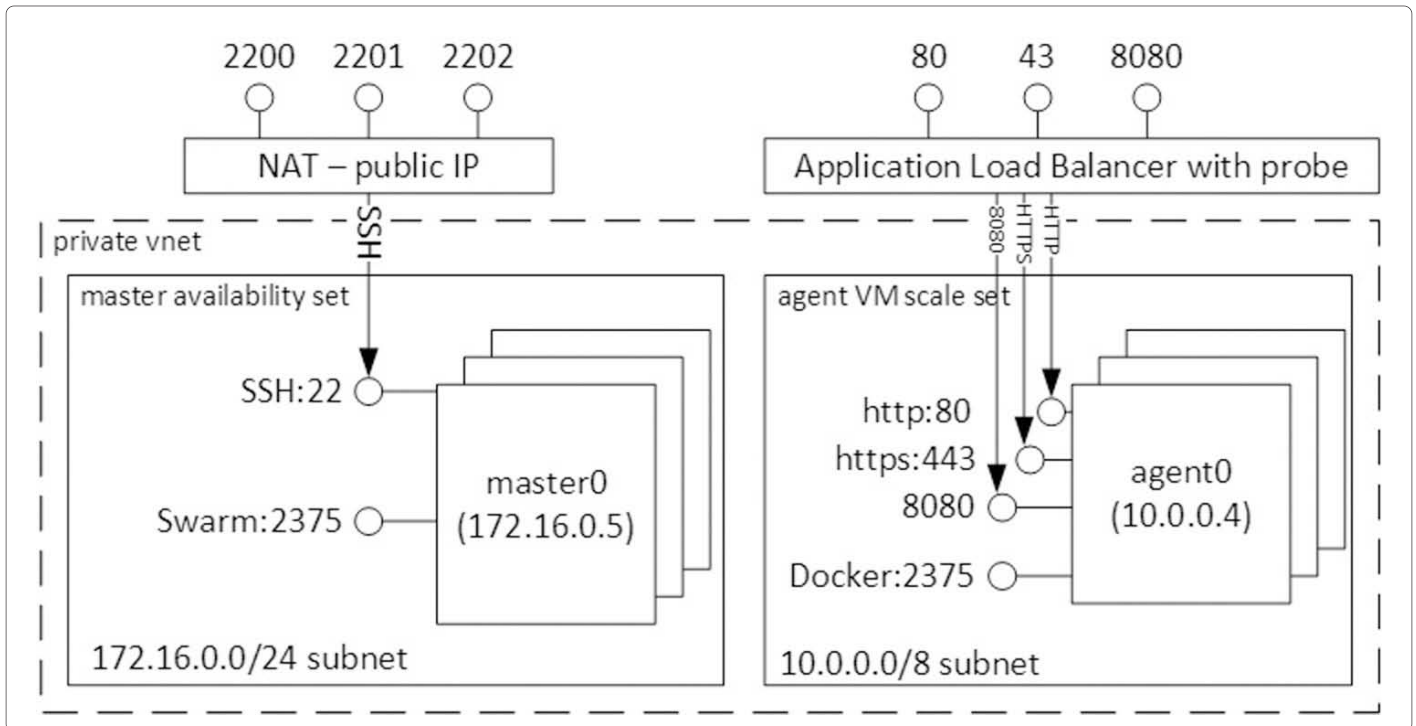 2200 2201 2202
80 43 8080
NAT – public IP
Application Load Balancer with probe
SSH
8080
HTTPS
HTTP
private vnet
master availability set
agent VM scale set
SSH:22
http:80
https:443
8080
master0
(172.16.0.5)
agent0
(10.0.0.4)
Swarm:2375
Docker:2375
172.16.0.0/24 subnet
10.0.0.0/8 subnet